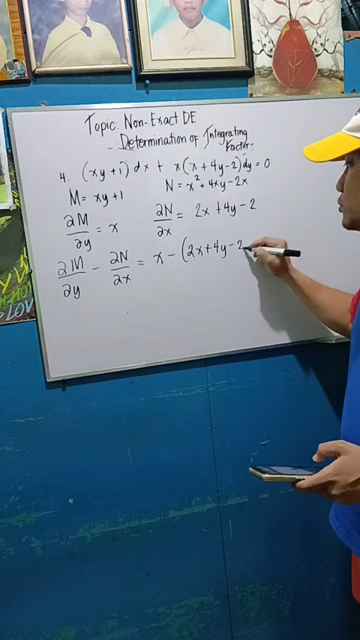 Topic: Non-Exact DE
- Determination of Integrating
Factor:
4. (xy+1) dx + x(x+4y-2)dy = 0
M = xy+1
N = x² + 4xy - 2x
∂M/∂y = x
∂N/∂x = 2x + 4y - 2
∂M/∂y - ∂N/∂x = x - (2x+4y-2